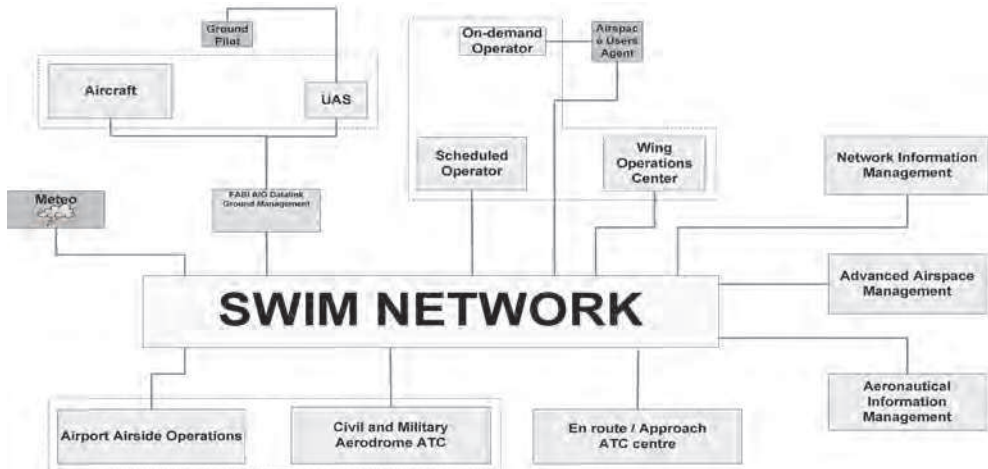 Ground
Pilot
On-demand
Operator
Airspac
e Users
Agent
Aircraft
UAS
Scheduled
Operator
Wing
Operations
Center
Network Information
Management
Meteo
Datalink
Ground Management
Advanced Airspace
Management
SWIM NETWORK
Aeronautical
Information
Management
Airport Airside Operations
Civil and Military
Aerodrome ATC
En route / Approach
ATC centre